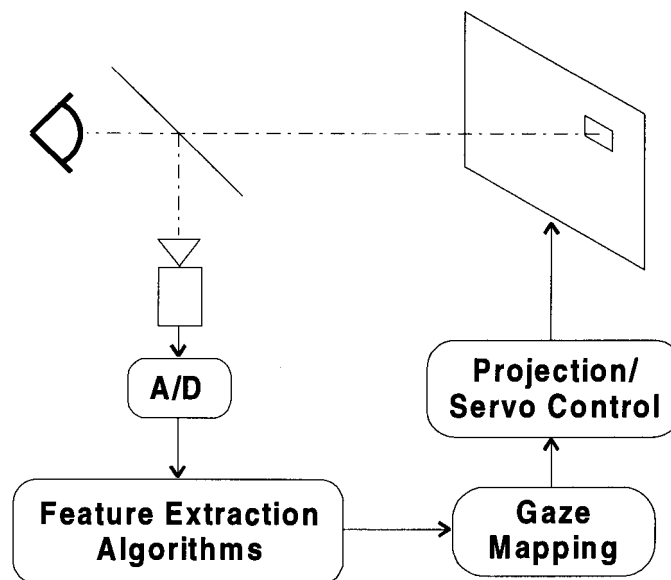 A/D
Projection/
Servo Control
Feature Extraction
Algorithms
Gaze
Mapping